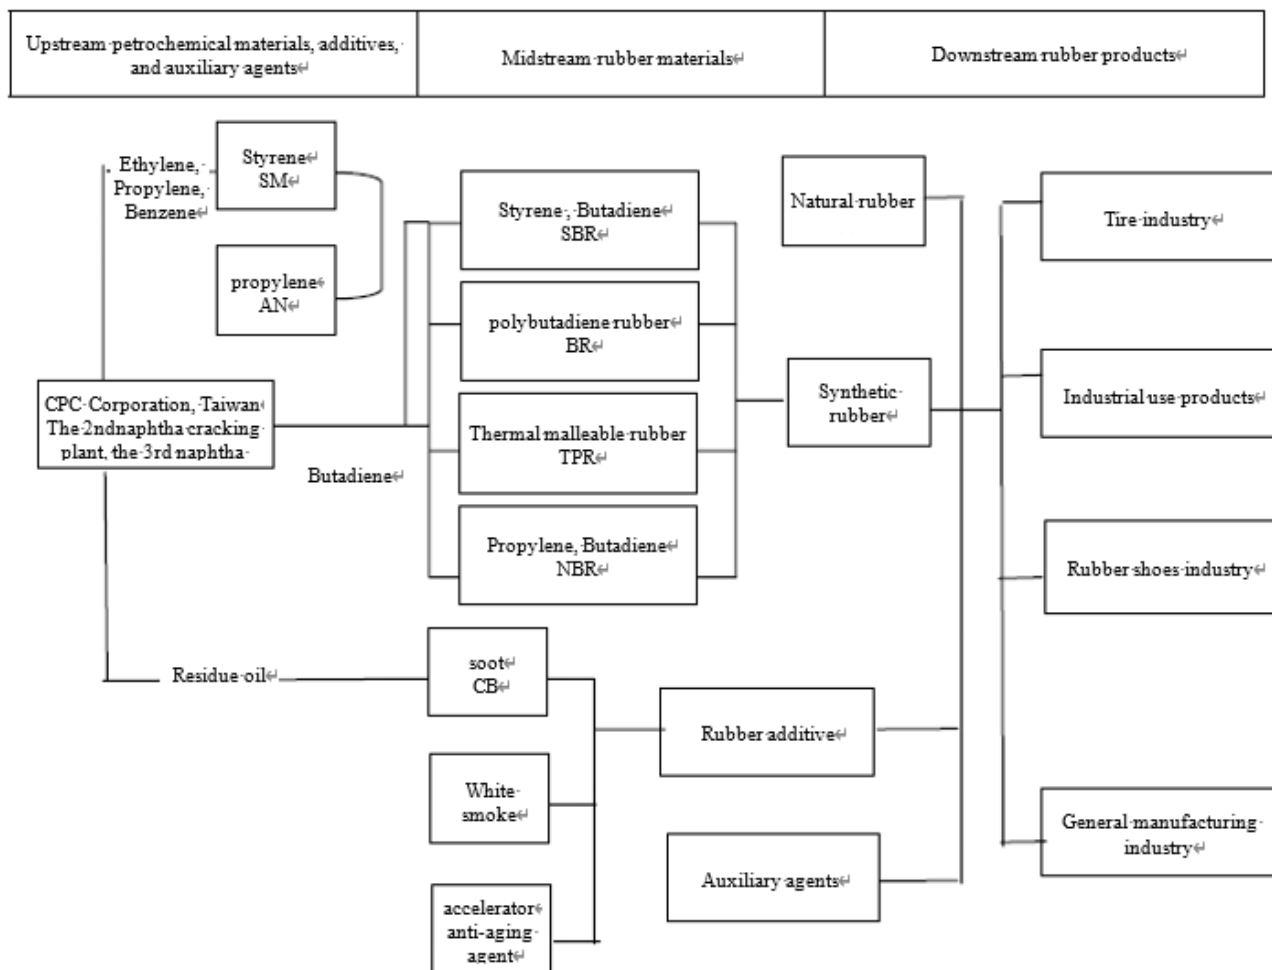 Upstream petrochemical materials, additives,
and auxiliary agents
Midstream rubber materials
Downstream rubber products
Ethylene,
Propylene,
Benzene
Styrene
SM
propylene
AN
CPC Corporation, Taiwan
The 2ndnaphtha cracking
plant, the 3rd naphtha
Butadiene
Residue oil
Styrene , Butadiene
SBR
polybutadiene rubber
BR
Thermal malleable rubber
TPR
Propylene, Butadiene
NBR
soot
CB
White
smoke
accelerator
anti-aging
agent
Natural rubber
Synthetic
rubber
Rubber additive
Auxiliary agents
Tire industry
Industrial use products
Rubber shoes industry
General manufacturing
industry